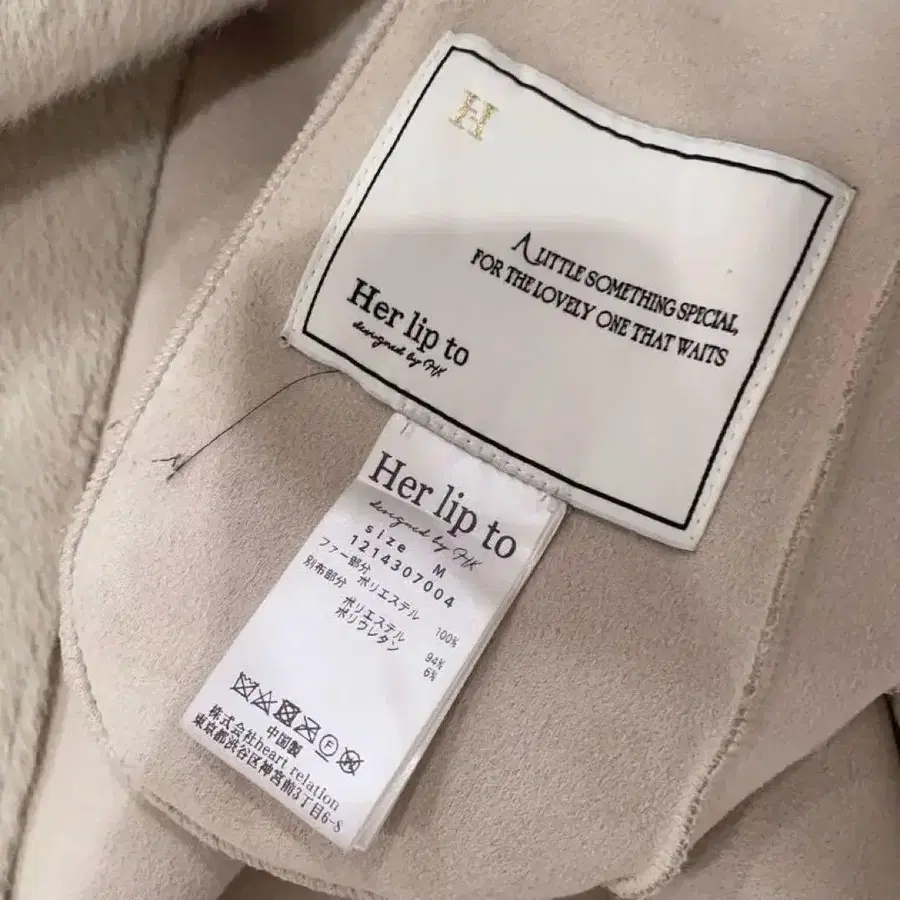 H
A LITTLE SOMETHING SPECIAL,
FOR THE LOVELY ONE THAT WAITS
Her lip to
designed by HK
Her lip to
designed by HK
size M
1214307004
ファー部分 ポリエステル 100%
別布部分 ポリエステル 94%
ポリウレタン 6%
F
中国製
株式会社heart relation
東京都渋谷区神宮前3丁目6-8